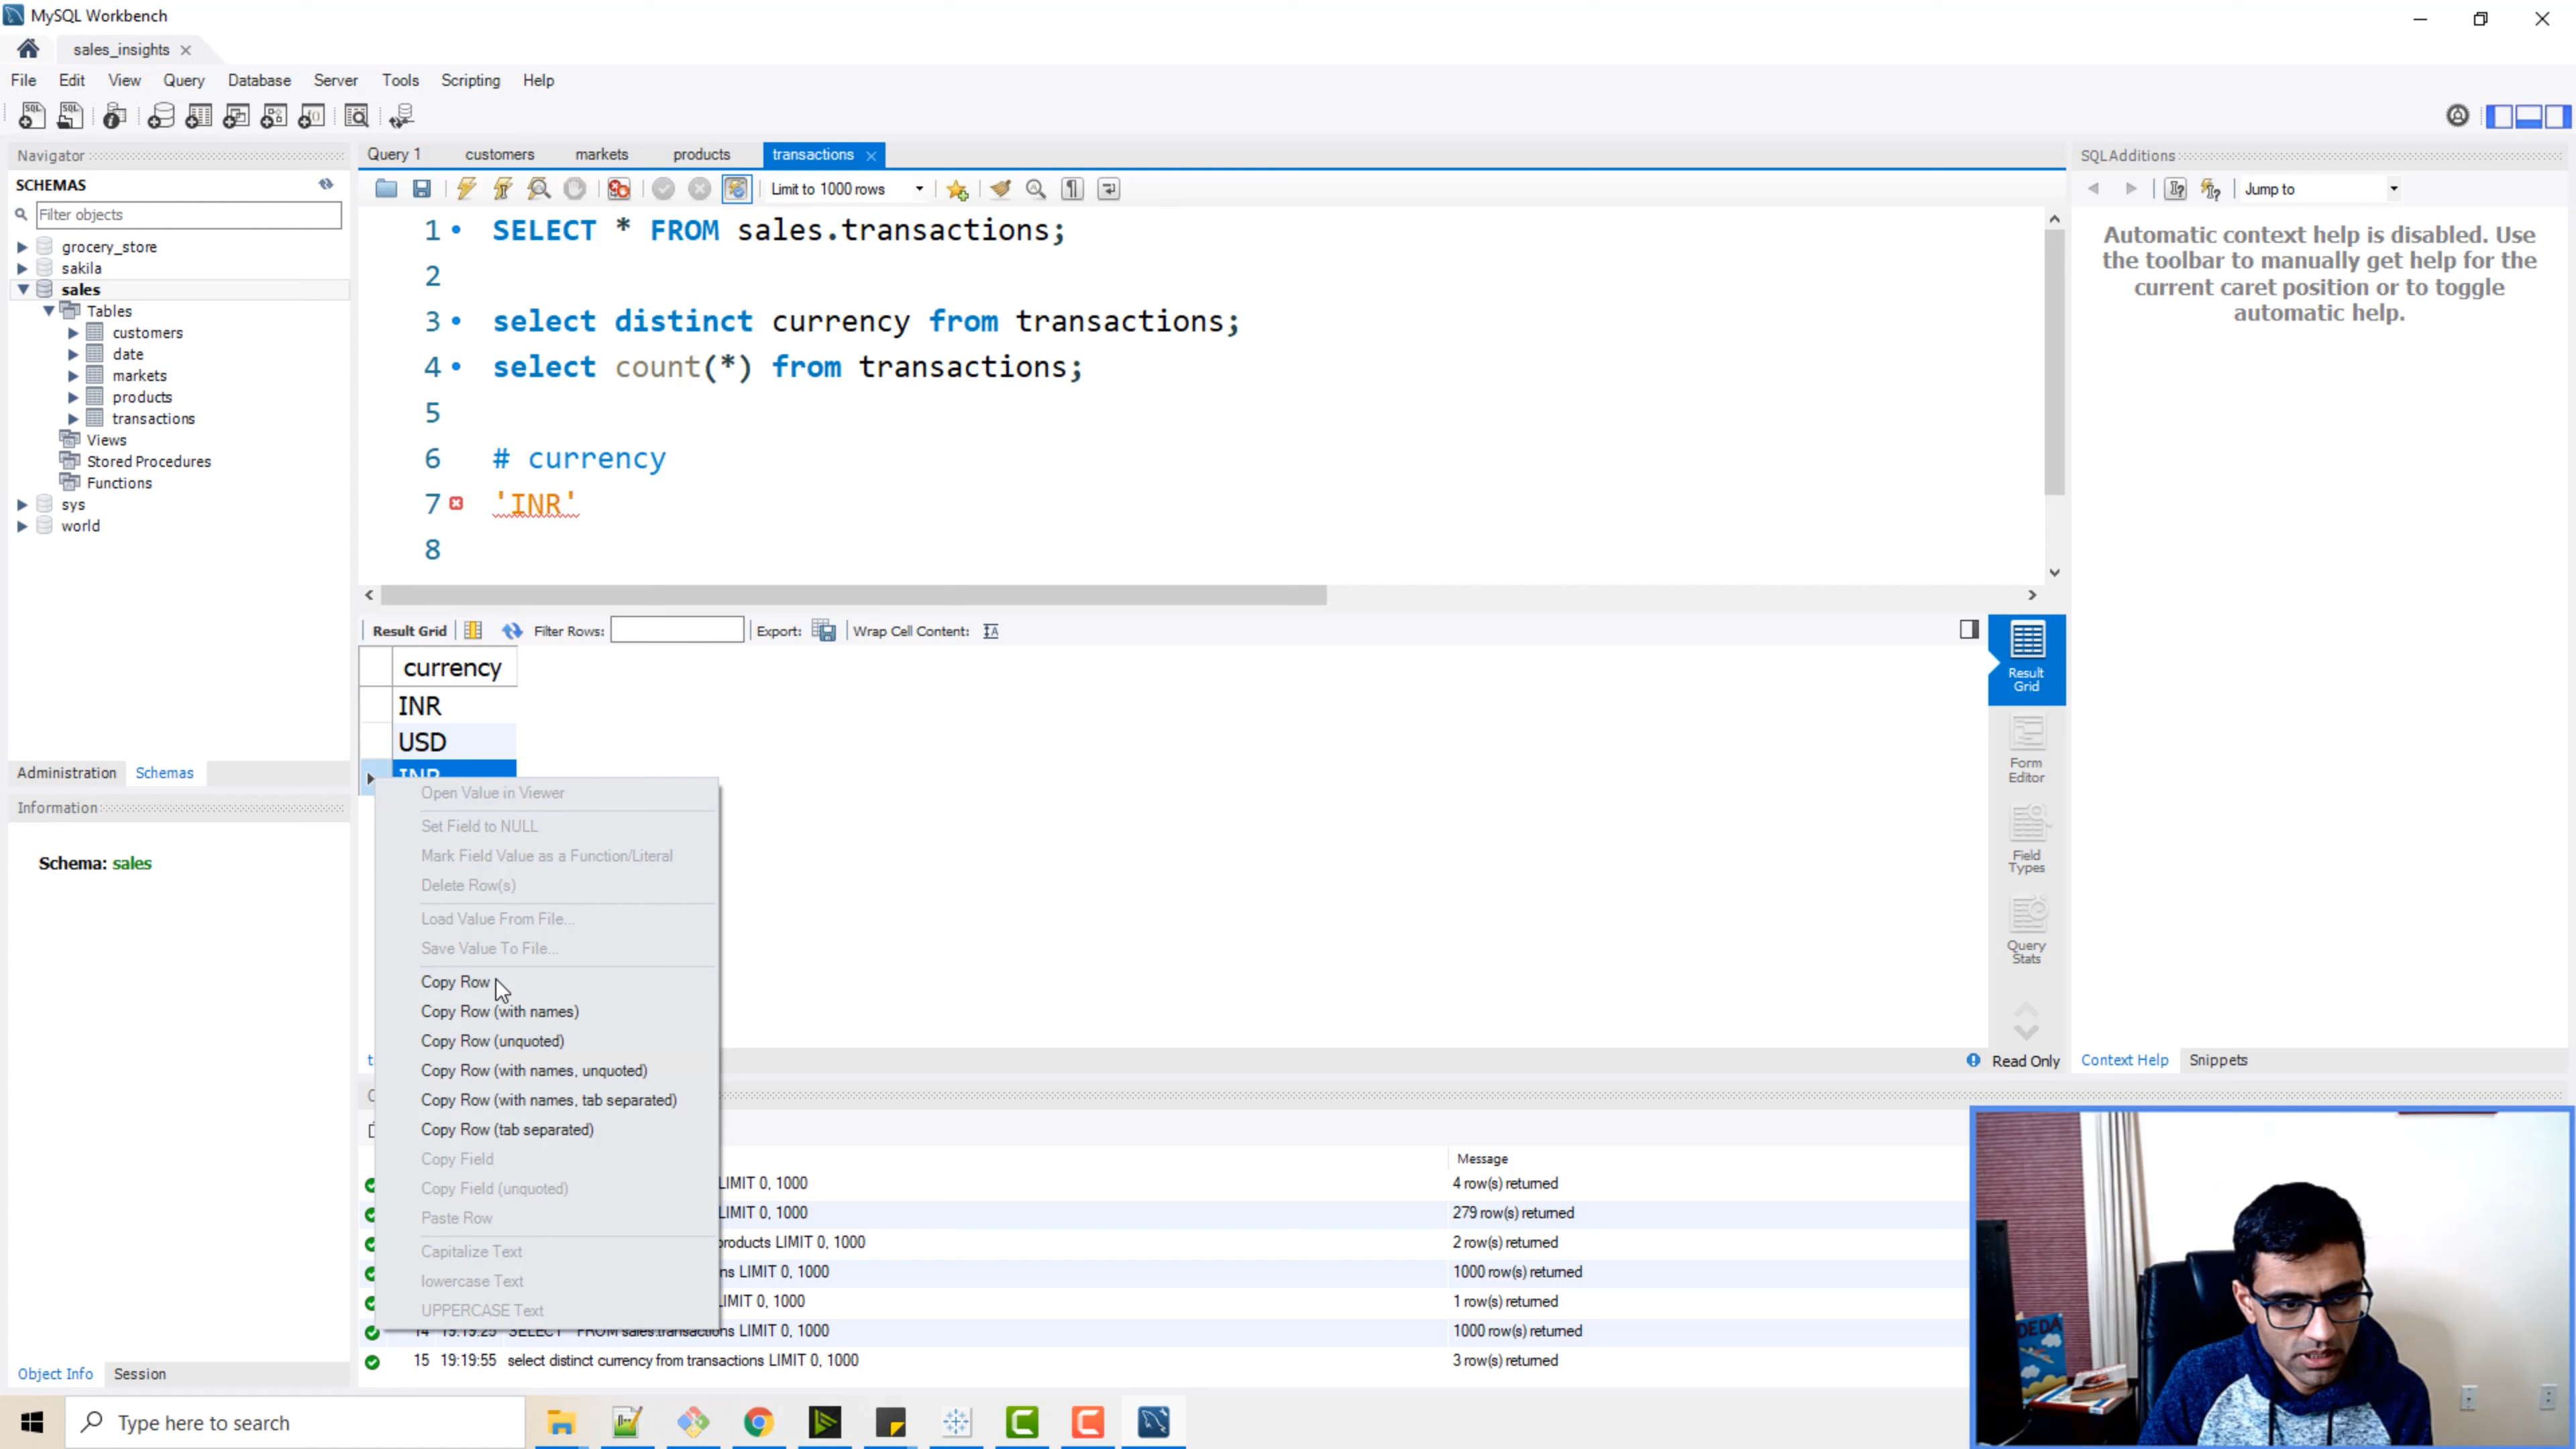 MySQL Workbench
sales_insights
File Edit View Query Database Server Tools Scripting Help
Navigator
SCHEMAS
Filter objects
grocery_store
sakila
sales
Tables
customers
date
markets
products
transactions
Views
Stored Procedures
Functions
sys
world
Administration Schemas
Information
Schema: sales
Object Info Session
Query 1 customers markets products transactions
Limit to 1000 rows
1 SELECT * FROM sales.transactions;
2
3 select distinct currency from transactions;
4 select count(*) from transactions;
5
6 # currency
7 'INR'
8
Result Grid Filter Rows: Export: Wrap Cell Content:
currency
INR
USD
INR
Open Value in Viewer
Set Field to NULL
Mark Field Value as a Function/Literal
Delete Row(s)
Load Value From File...
Save Value To File...
Copy Row
Copy Row (with names)
Copy Row (unquoted)
Copy Row (with names, unquoted)
Copy Row (with names, tab separated)
Copy Row (tab separated)
Copy Field
Copy Field (unquoted)
Paste Row
Capitalize Text
lowercase Text
UPPERCASE Text
Result Grid
Form Editor
Field Types
Query Stats
Read Only
Message
LIMIT 0, 1000 4 row(s) returned
LIMIT 0, 1000 279 row(s) returned
products LIMIT 0, 1000 2 row(s) returned
ns LIMIT 0, 1000 1000 row(s) returned
LIMIT 0, 1000 1 row(s) returned
14 19:19:25 SELECT * FROM sales.transactions LIMIT 0, 1000 1000 row(s) returned
15 19:19:55 select distinct currency from transactions LIMIT 0, 1000 3 row(s) returned
SQLAdditions
Jump to
Automatic context help is disabled. Use
the toolbar to manually get help for the
current caret position or to toggle
automatic help.
Context Help Snippets
Type here to search